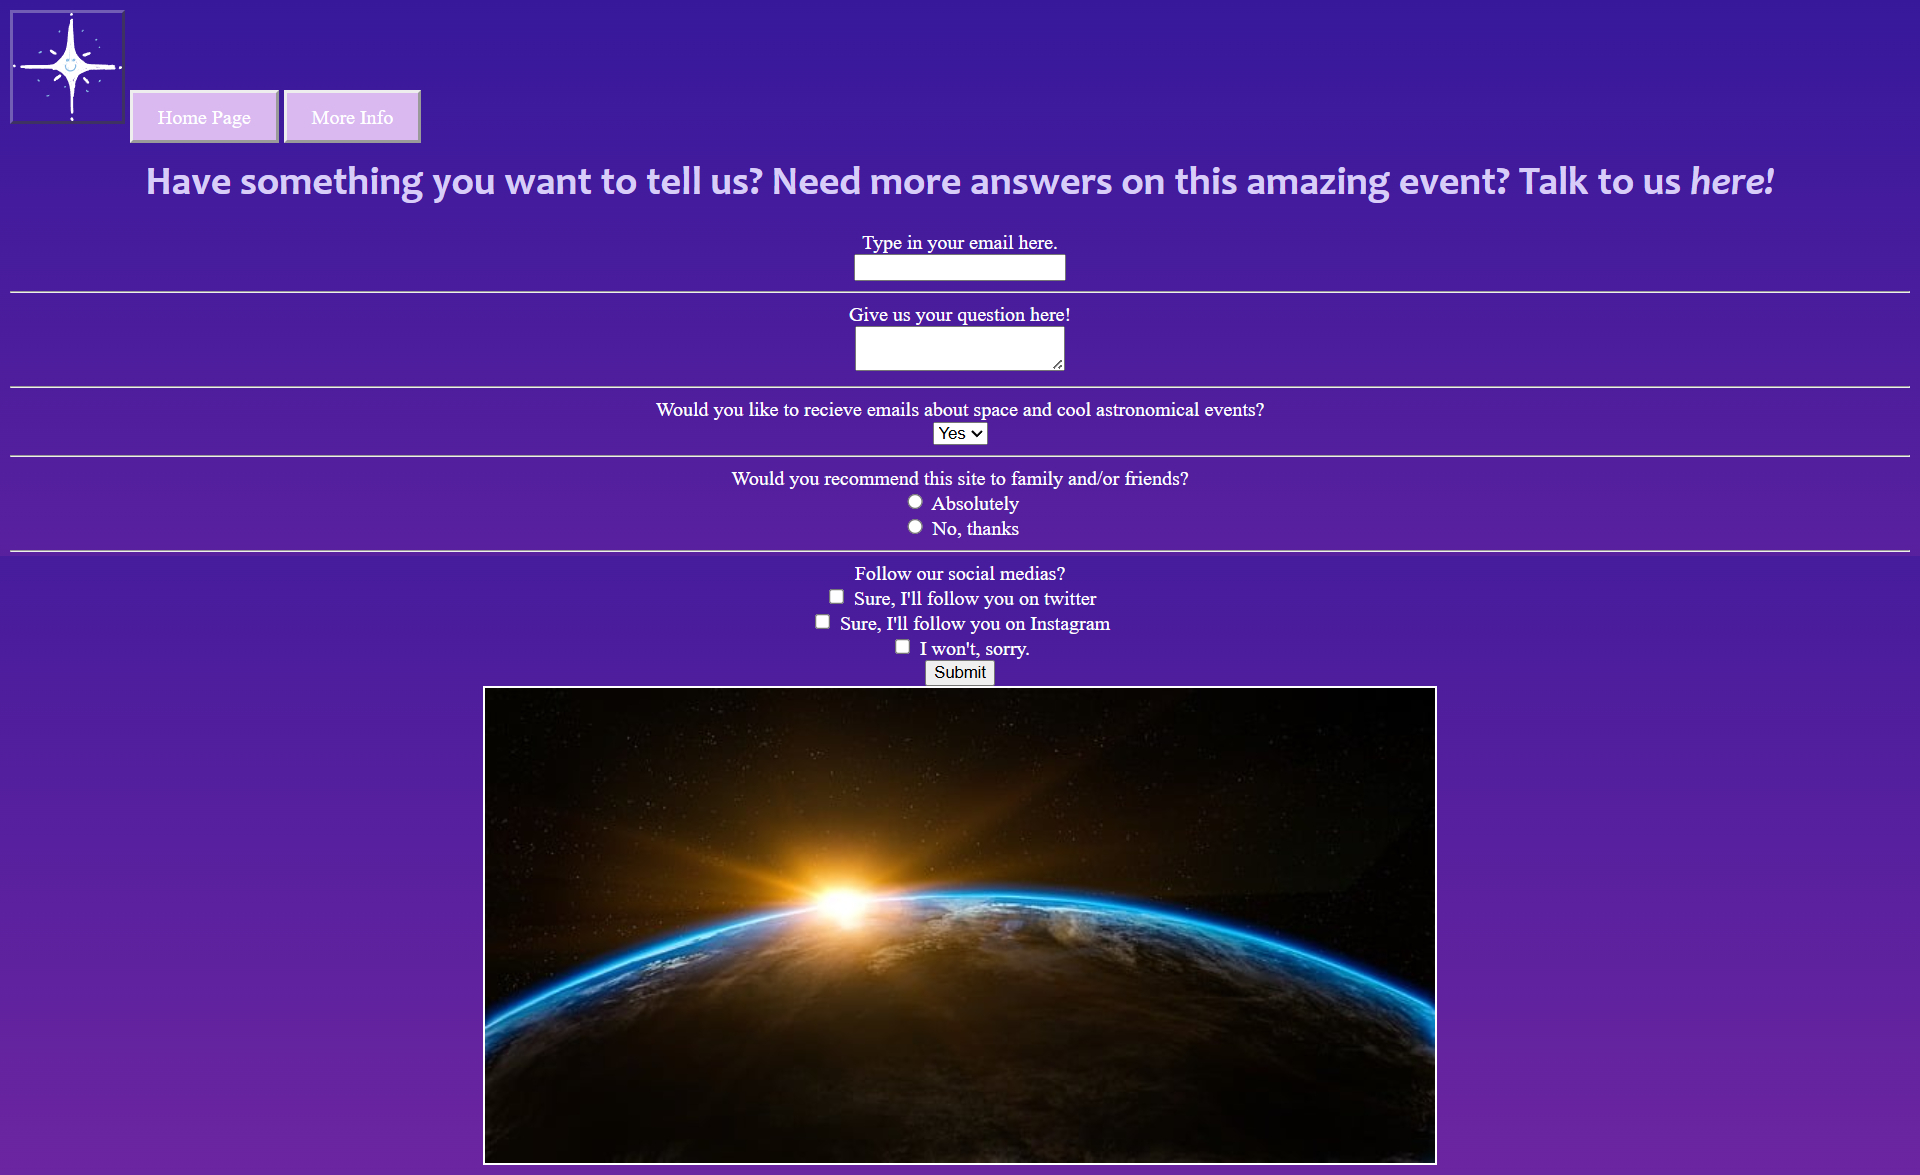 Home Page
More Info
Have something you want to tell us? Need more answers on this amazing event? Talk to us here!
Type in your email here.
Give us your question here!
Would you like to recieve emails about space and cool astronomical events?
Yes
Would you recommend this site to family and/or friends?
Absolutely
No, thanks
Follow our social medias?
Sure, I'll follow you on twitter
Sure, I'll follow you on Instagram
I won't, sorry.
Submit